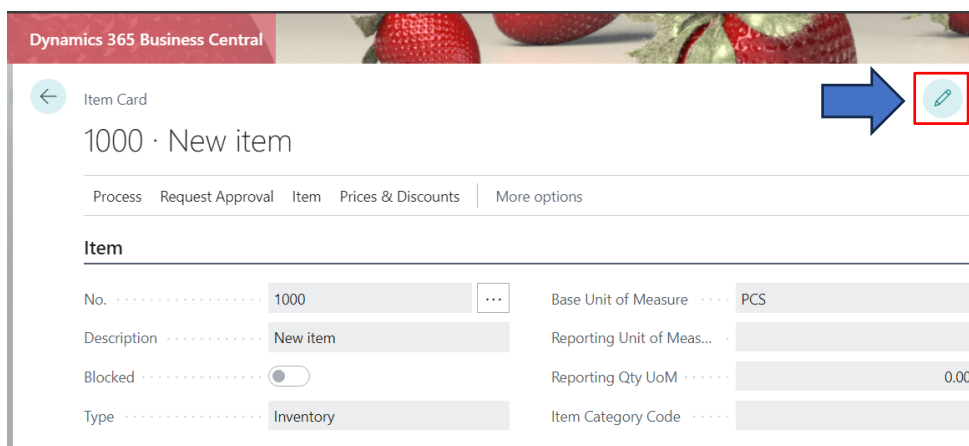 Dynamics 365 Business Central
Item Card
1000 · New item
Process Request Approval Item Prices & Discounts More options
Item
No. 1000 ... Base Unit of Measure PCS
Description New item Reporting Unit of Meas...
Blocked Reporting Qty UoM 0.00
Type Inventory Item Category Code